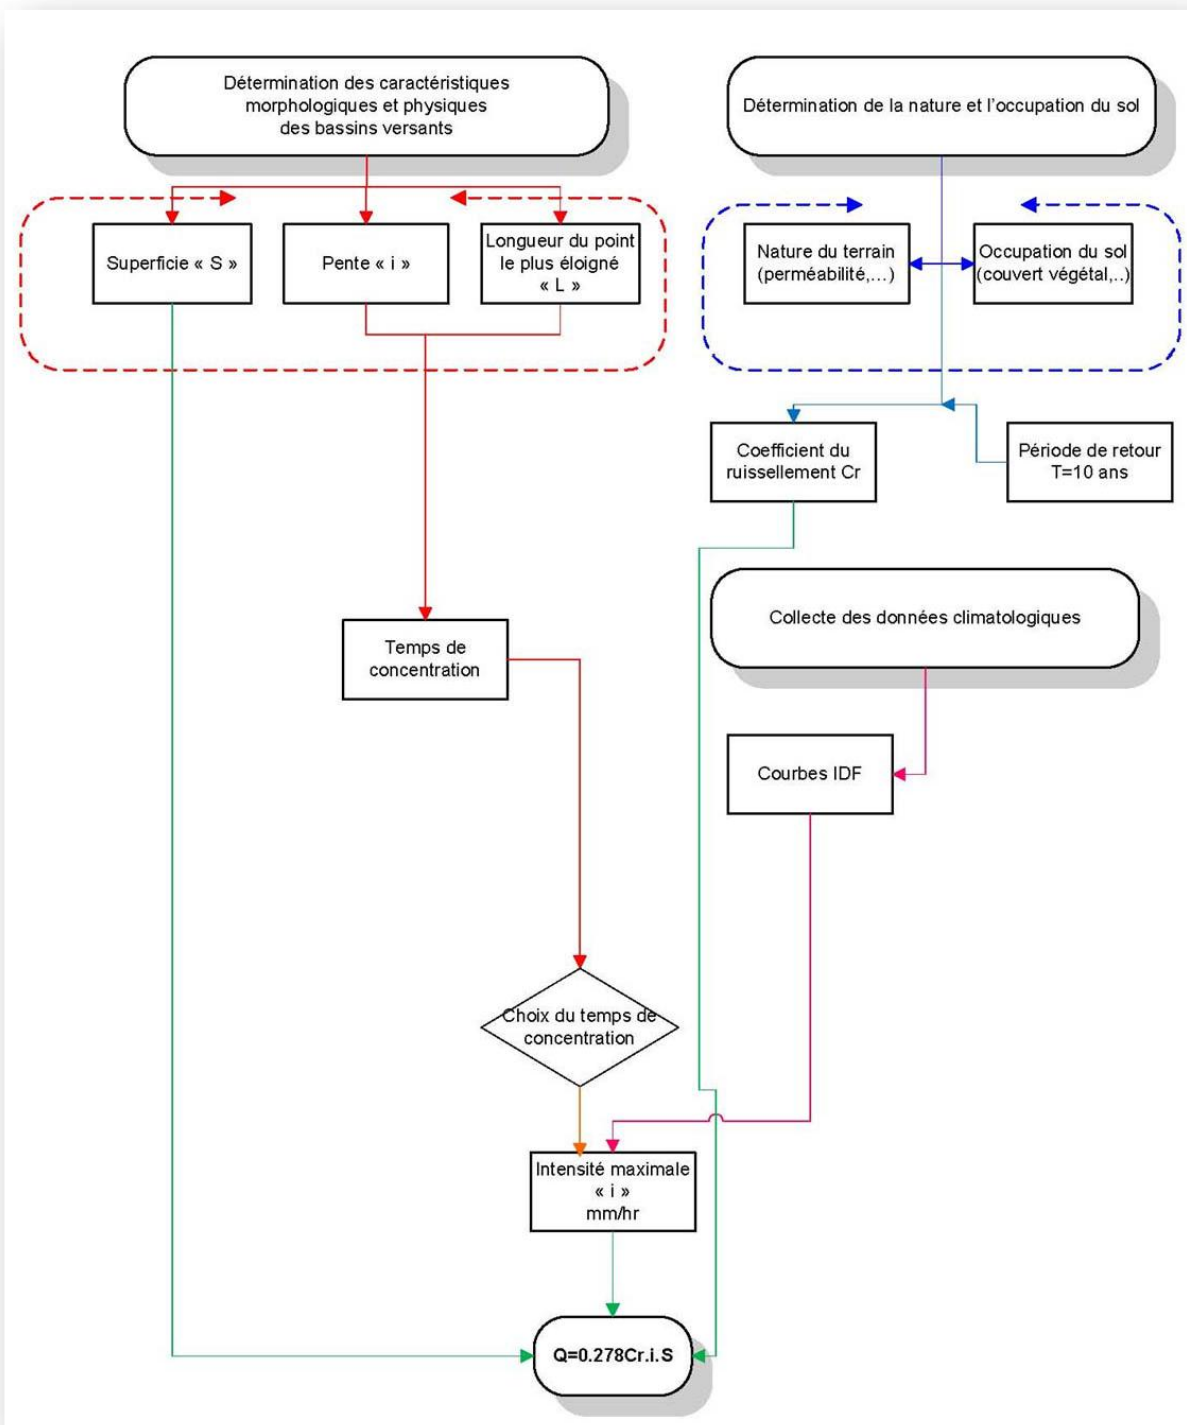 Détermination des caractéristiques
morphologiques et physiques
des bassins versants
Détermination de la nature et l'occupation du sol
Superficie « S »
Pente « i »
Longueur du point
le plus éloigné
« L »
Nature du terrain
(perméabilité,...)
Occupation du sol
(couvert végétal,..)
Coefficient du
ruissellement Cr
Période de retour
T=10 ans
Collecte des données climatologiques
Temps de
concentration
Courbes IDF
Choix du temps de
concentration
Intensité maximale
« i »
mm/hr
Q=0.278Cr.i.S